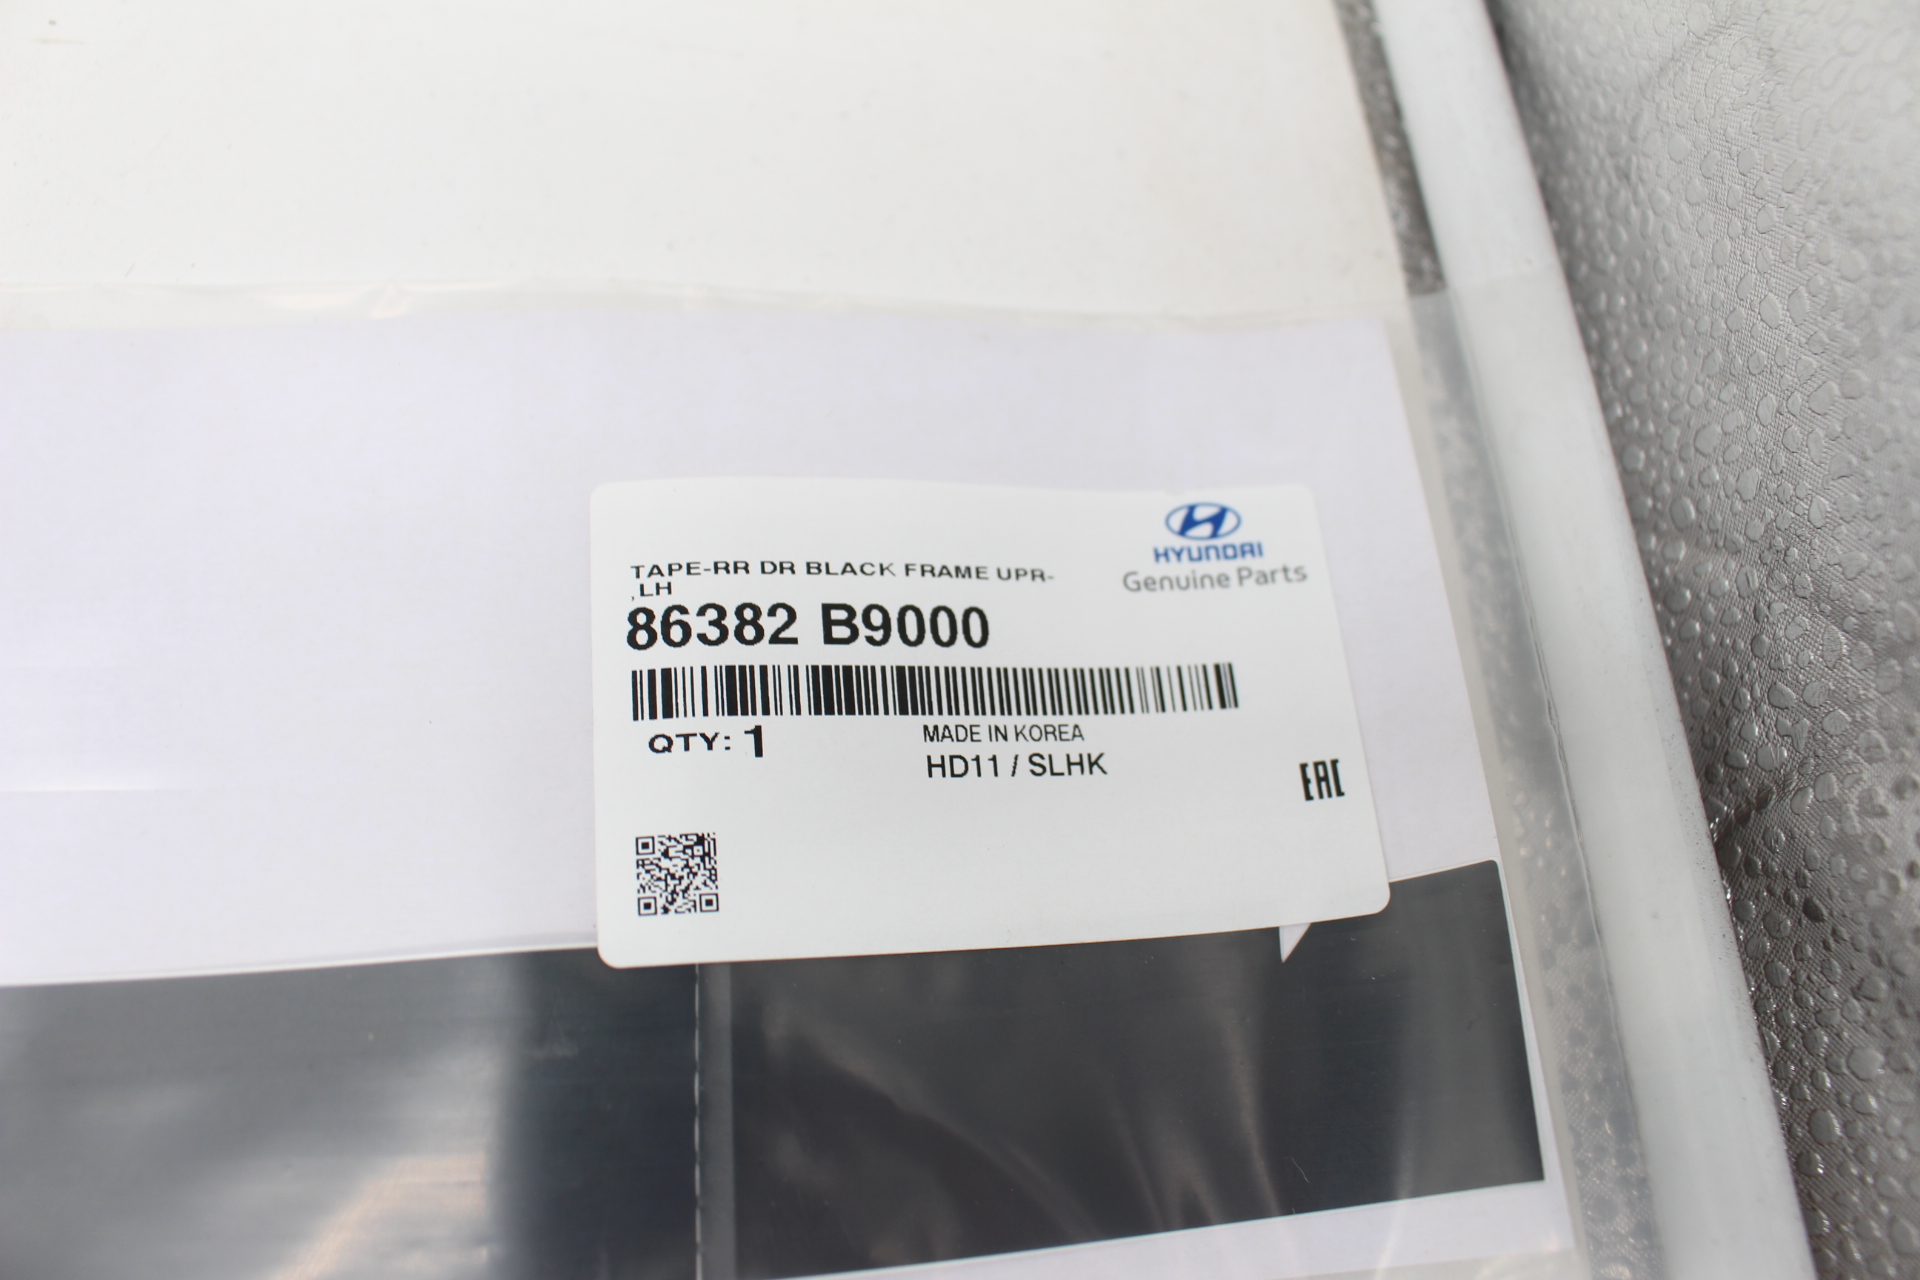 HYUNDAI
Genuine Parts
TAPE-RR DR BLACK FRAME UPR-
,LH
86382 B9000
QTY: 1
MADE IN KOREA
HD11 / SLHK
EAC